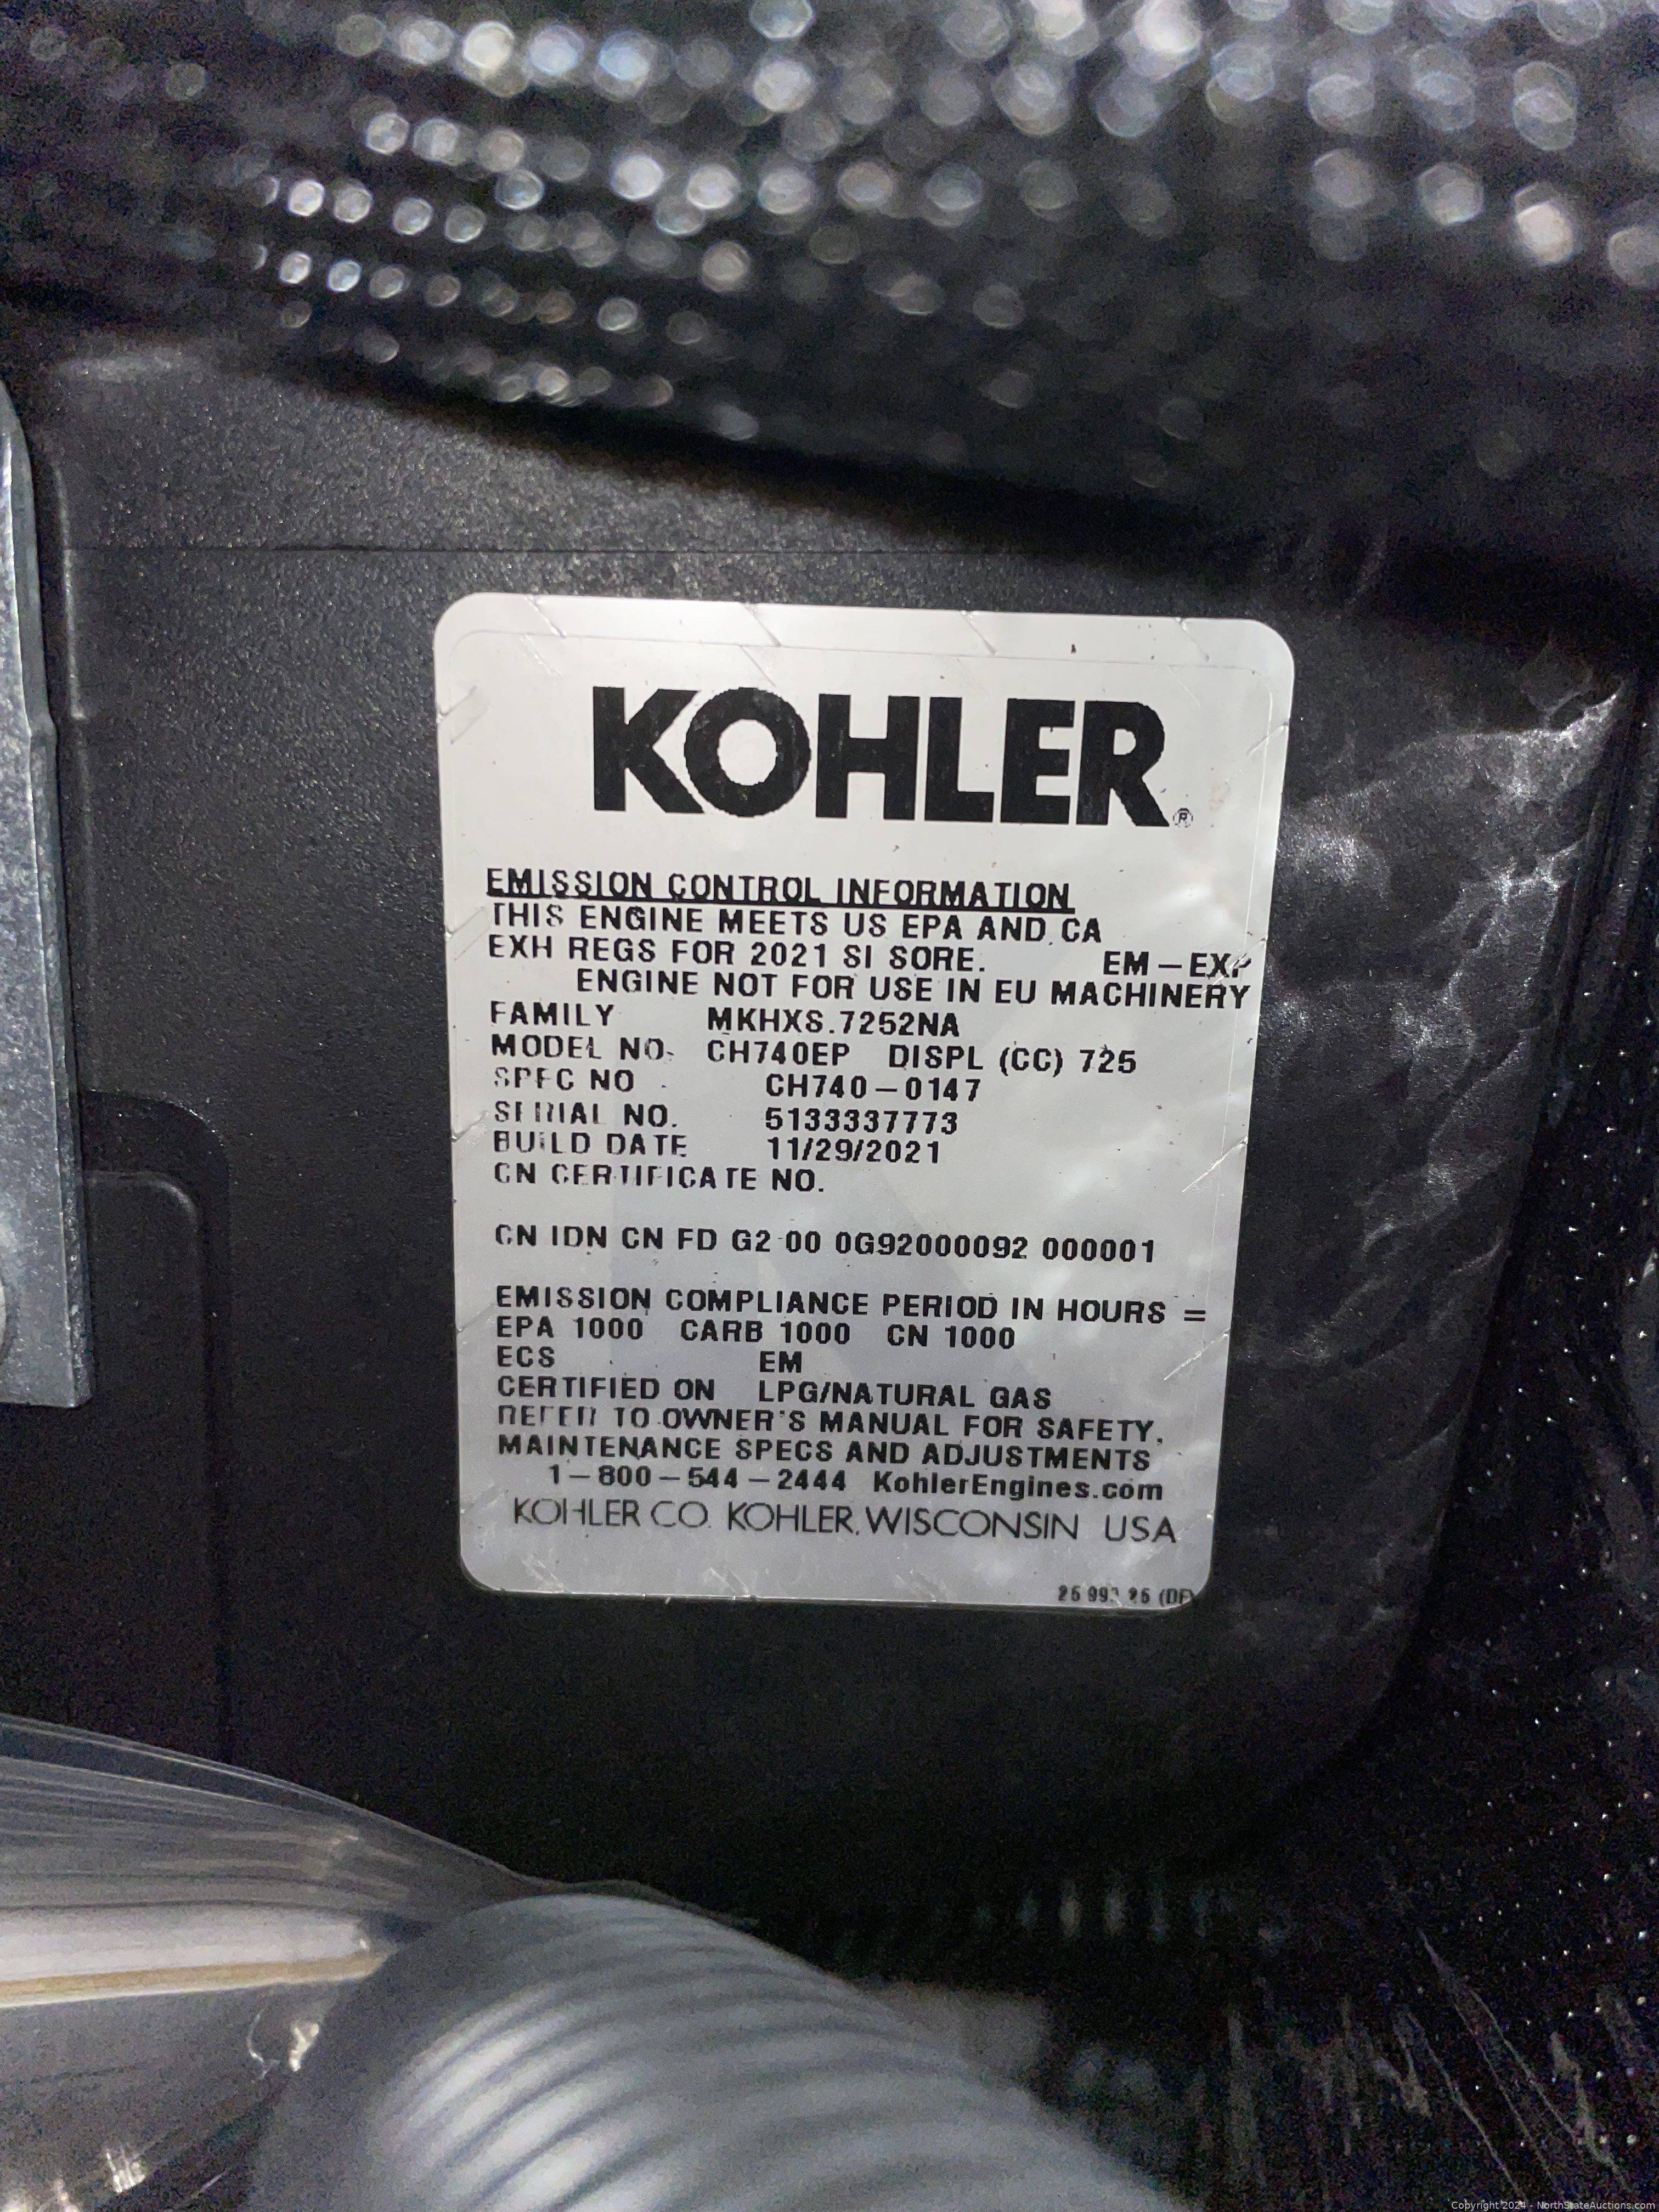 KOHLER®
EMISSION CONTROL INFORMATION
THIS ENGINE MEETS US EPA AND CA
EXH REGS FOR 2021 SI SORE. EM-EXP
ENGINE NOT FOR USE IN EU MACHINERY
FAMILY MKHXS.7252NA
MODEL NO. CH740EP DISPL (CC) 725
SPEC NO. CH740-0147
SERIAL NO. 5133337773
BUILD DATE 11/29/2021
CN CERTIFICATE NO.
CN IDN CN FD G2 00 0G92000092 000001
EMISSION COMPLIANCE PERIOD IN HOURS =
EPA 1000 CARB 1000 CN 1000
ECS EM
CERTIFIED ON LPG/NATURAL GAS
REFER TO OWNER'S MANUAL FOR SAFETY,
MAINTENANCE SPECS AND ADJUSTMENTS
1-800-544-2444 KohlerEngines.com
KOHLER CO. KOHLER, WISCONSIN USA
Copyright 2024 - NorthStateAuctions.com